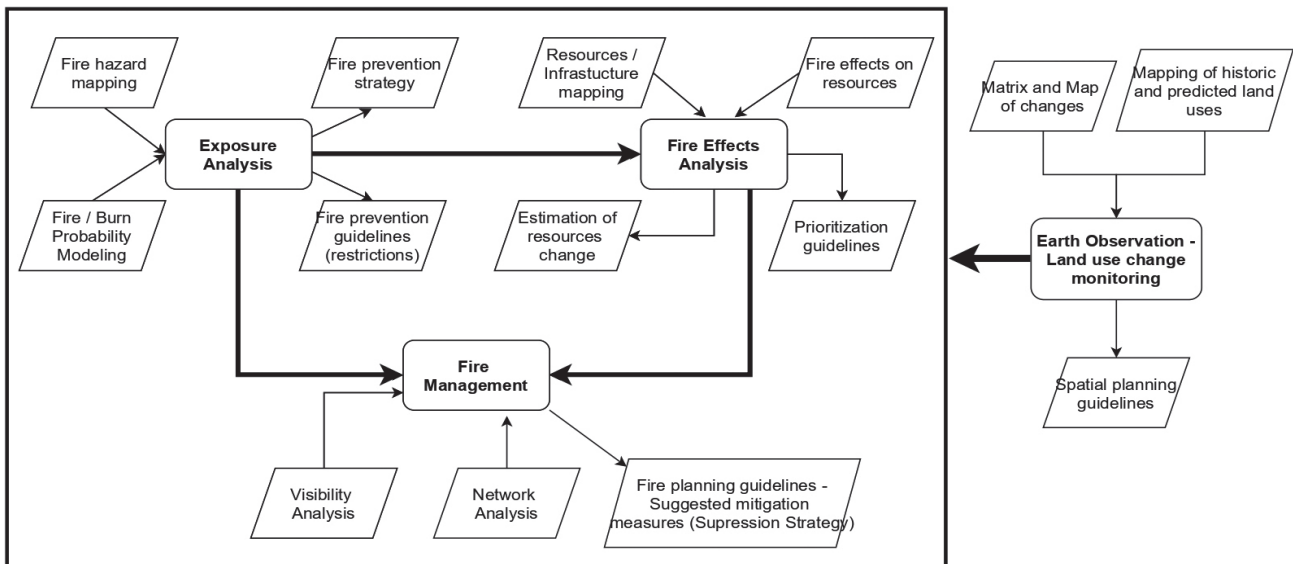 Fire hazard
mapping
Fire prevention
strategy
Resources /
Infrastucture
mapping
Fire effects on
resources
Matrix and Map
of changes
Mapping of historic
and predicted land
uses
Exposure
Analysis
Fire Effects
Analysis
Fire / Burn
Probability
Modeling
Fire prevention
guidelines
(restrictions)
Estimation of
resources
change
Prioritization
guidelines
Earth Observation -
Land use change
monitoring
Fire
Management
Spatial planning
guidelines
Visibility
Analysis
Network
Analysis
Fire planning guidelines -
Suggested mitigation
measures (Supression Strategy)